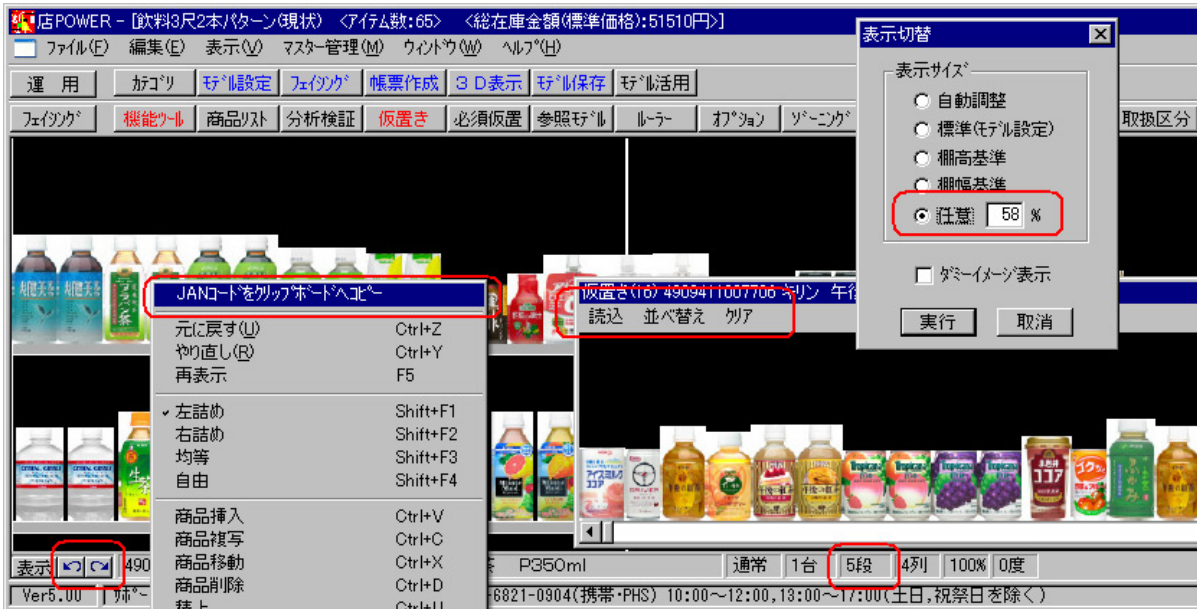 店POWER - [飲料3尺2本パターン(現状) <アイテム数:65> <総在庫金額(標準価格):51510円>]
ファイル(F) 編集(E) 表示(V) マスター管理(M) ウィンドウ(W) ヘルプ(H)
運 用 カテゴリ モデル設定 フェイシング 帳票作成 3D表示 モデル保存 モデル活用
フェイシング 機能ツール 商品リスト 分析検証 仮置き 必須仮置 参照モデル ルーラー オプション ゾーニング 取扱区分
表示切替
表示サイズ
自動調整
標準(モデル設定)
棚高基準
棚幅基準
任意 58 %
ダミーイメージ表示
実行 取消
JANコードをクリップボードへコピー
元に戻す(U) Ctrl+Z
やり直し(R) Ctrl+Y
再表示 F5
左詰め Shift+F1
右詰め Shift+F2
均等 Shift+F3
自由 Shift+F4
商品挿入 Ctrl+V
商品複写 Ctrl+C
商品移動 Ctrl+X
商品削除 Ctrl+D
積上 Ctrl+U
仮置き(16) 4909411007706 キリン 午後
読込 並べ替え クリア
表示 490 P350ml 通常 1台 5段 4列 100% 0度
Ver5.00 サポー -6821-0904(携帯・PHS) 10:00～12:00,13:00～17:00(土日,祝祭日を除く)